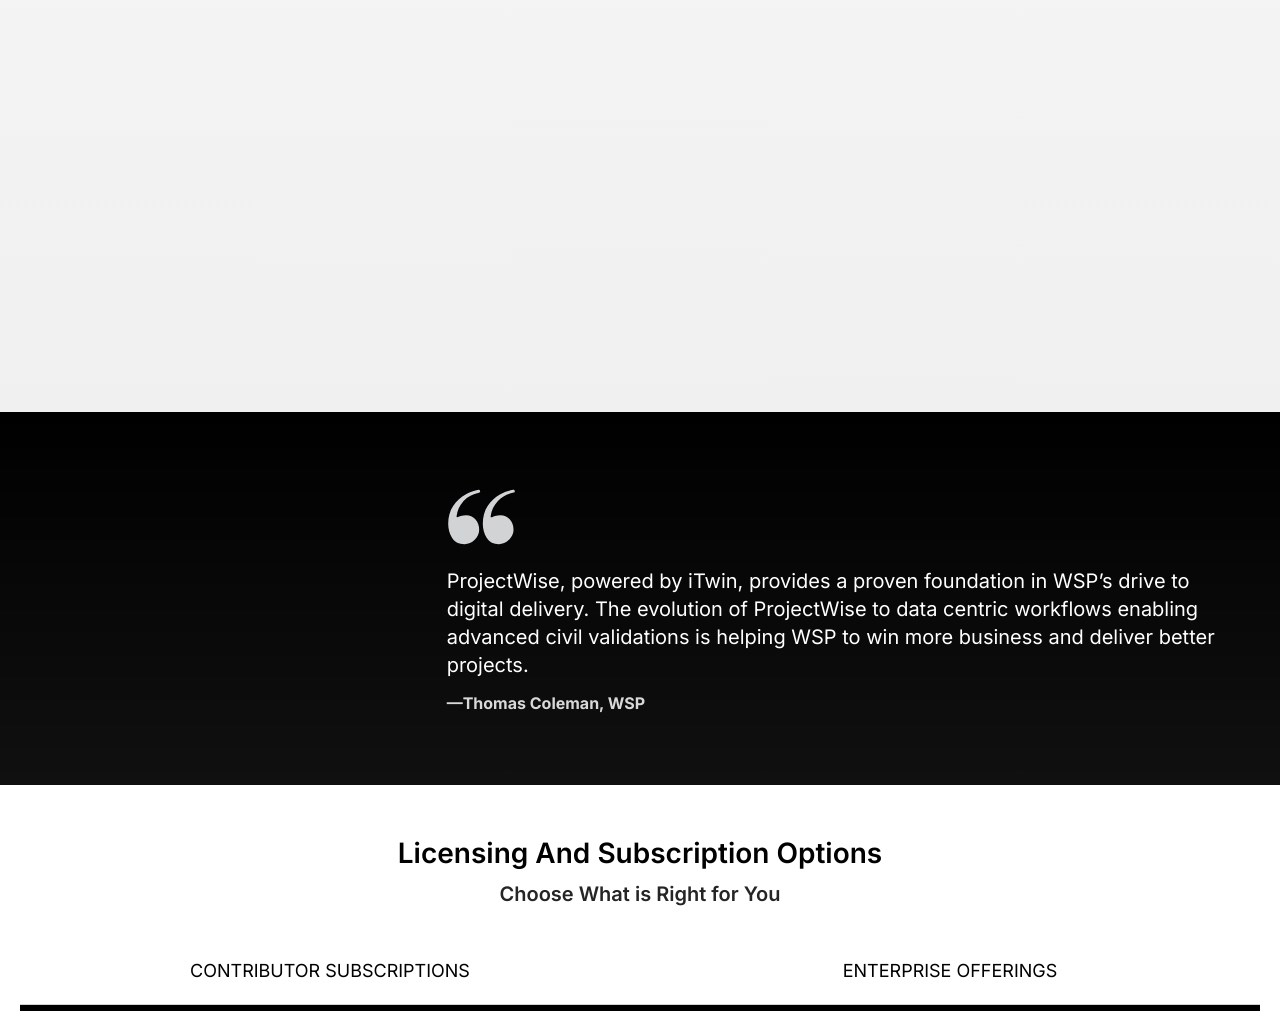 ProjectWise, powered by iTwin, provides a proven foundation in WSP’s drive to
digital delivery. The evolution of ProjectWise to data centric workflows enabling
advanced civil validations is helping WSP to win more business and deliver better
projects.
—Thomas Coleman, WSP
Licensing And Subscription Options
Choose What is Right for You
CONTRIBUTOR SUBSCRIPTIONS
ENTERPRISE OFFERINGS